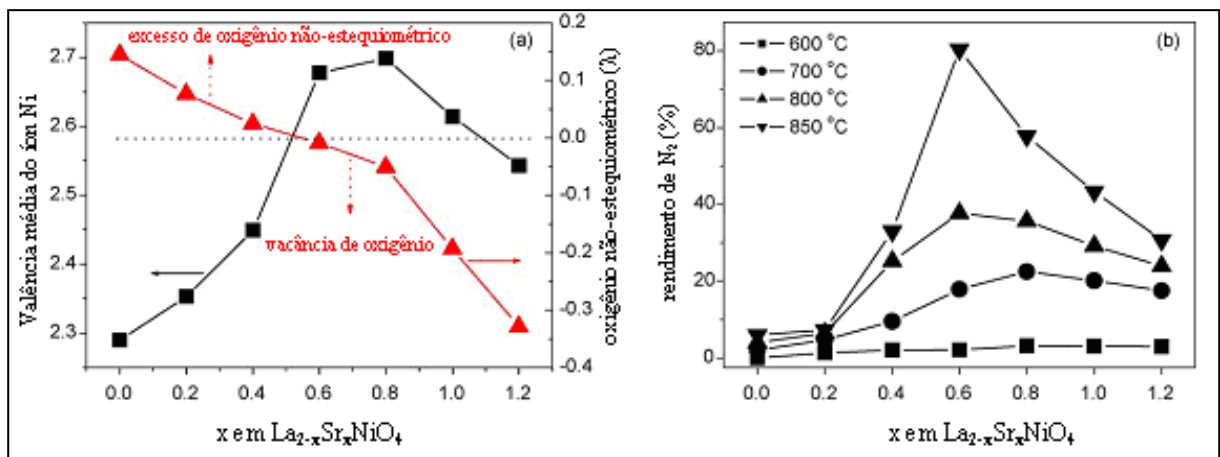 excesso de oxigênio não-estequiométrico
(a)
Valência média do íon Ni
2.7
2.6
2.5
2.4
2.3
0.2
0.1
0.0
-0.1
-0.2
-0.3
-0.4
oxigênio não-estequiométrico (λ)
vacância de oxigênio
0.0 0.2 0.4 0.6 0.8 1.0 1.2
x em La₂₋ₓSrₓNiO₄
(b)
600 °C
700 °C
800 °C
850 °C
rendimento de N₂ (%)
80
60
40
20
0
0.0 0.2 0.4 0.6 0.8 1.0 1.2
x em La₂₋ₓSrₓNiO₄